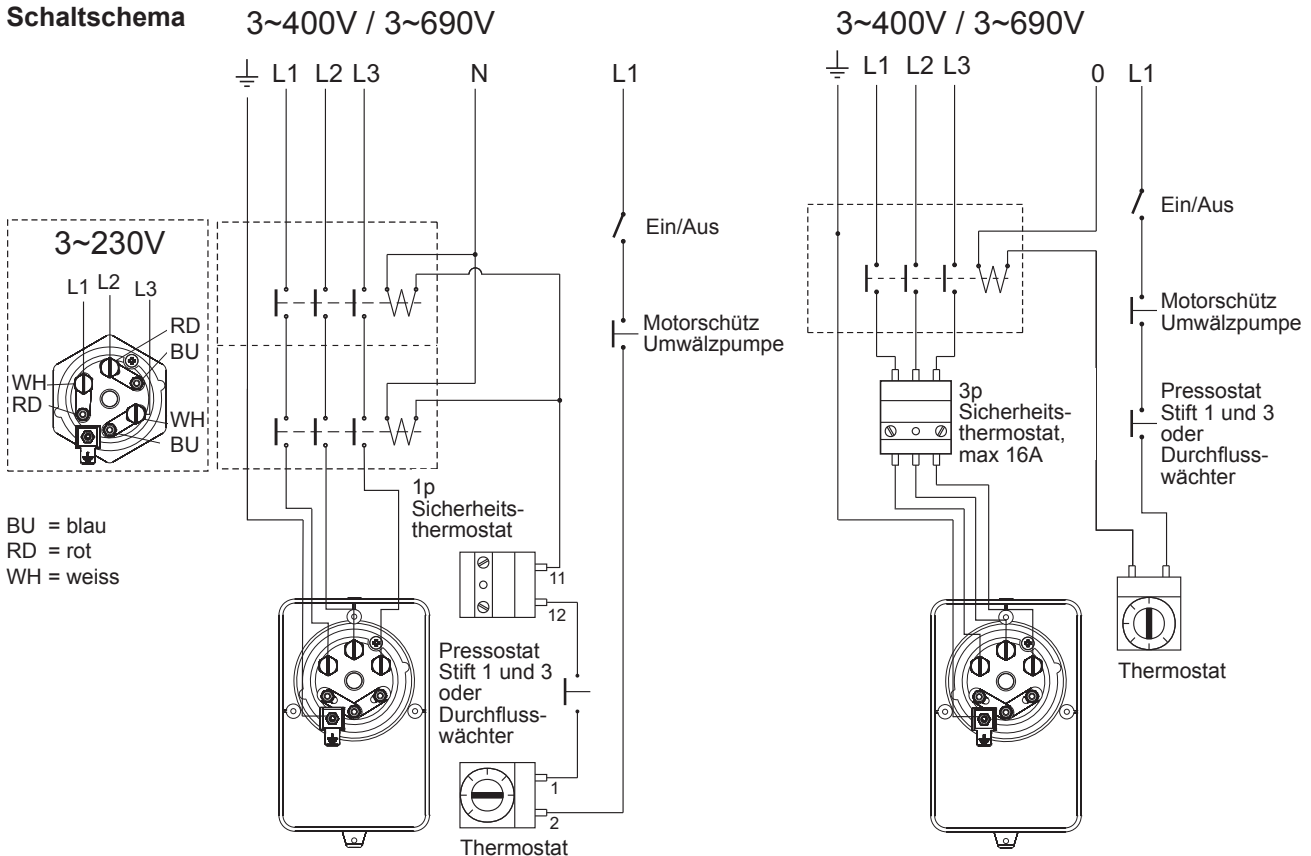 Schaltschema
3~400V / 3~690V
L1 L2 L3
N
L1
3~230V
L1 L2 L3
RD
BU
WH
RD
WH
BU
BU = blau
RD = rot
WH = weiss
Ein/Aus
Motorschütz
Umwälzpumpe
1p
Sicherheits-
thermostat
11
12
Pressostat
Stift 1 und 3
oder
Durchfluss-
wächter
1
2
Thermostat
3~400V / 3~690V
L1 L2 L3
0
L1
Ein/Aus
Motorschütz
Umwälzpumpe
3p
Sicherheits-
thermostat,
max 16A
Pressostat
Stift 1 und 3
oder
Durchfluss-
wächter
Thermostat